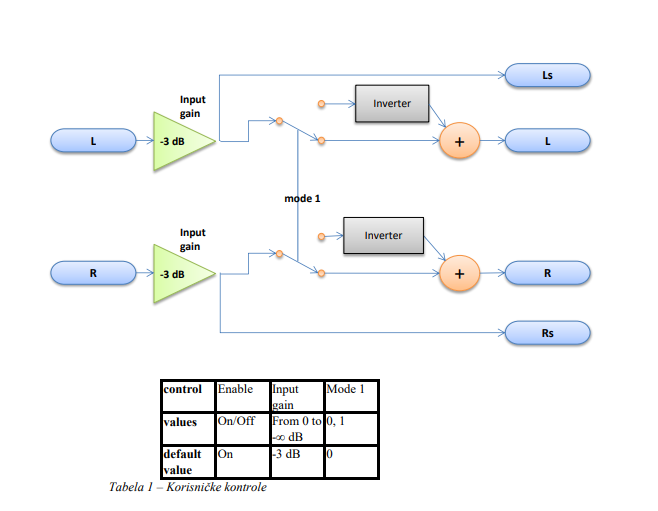 Ls
Input
gain
Inverter
L
-3 dB
+
L
mode 1
Input
gain
Inverter
R
-3 dB
+
R
Rs
control Enable Input gain Mode 1
values On/Off From 0 to -∞ dB 0, 1
default value On -3 dB 0
Tabela 1 – Korisničke kontrole